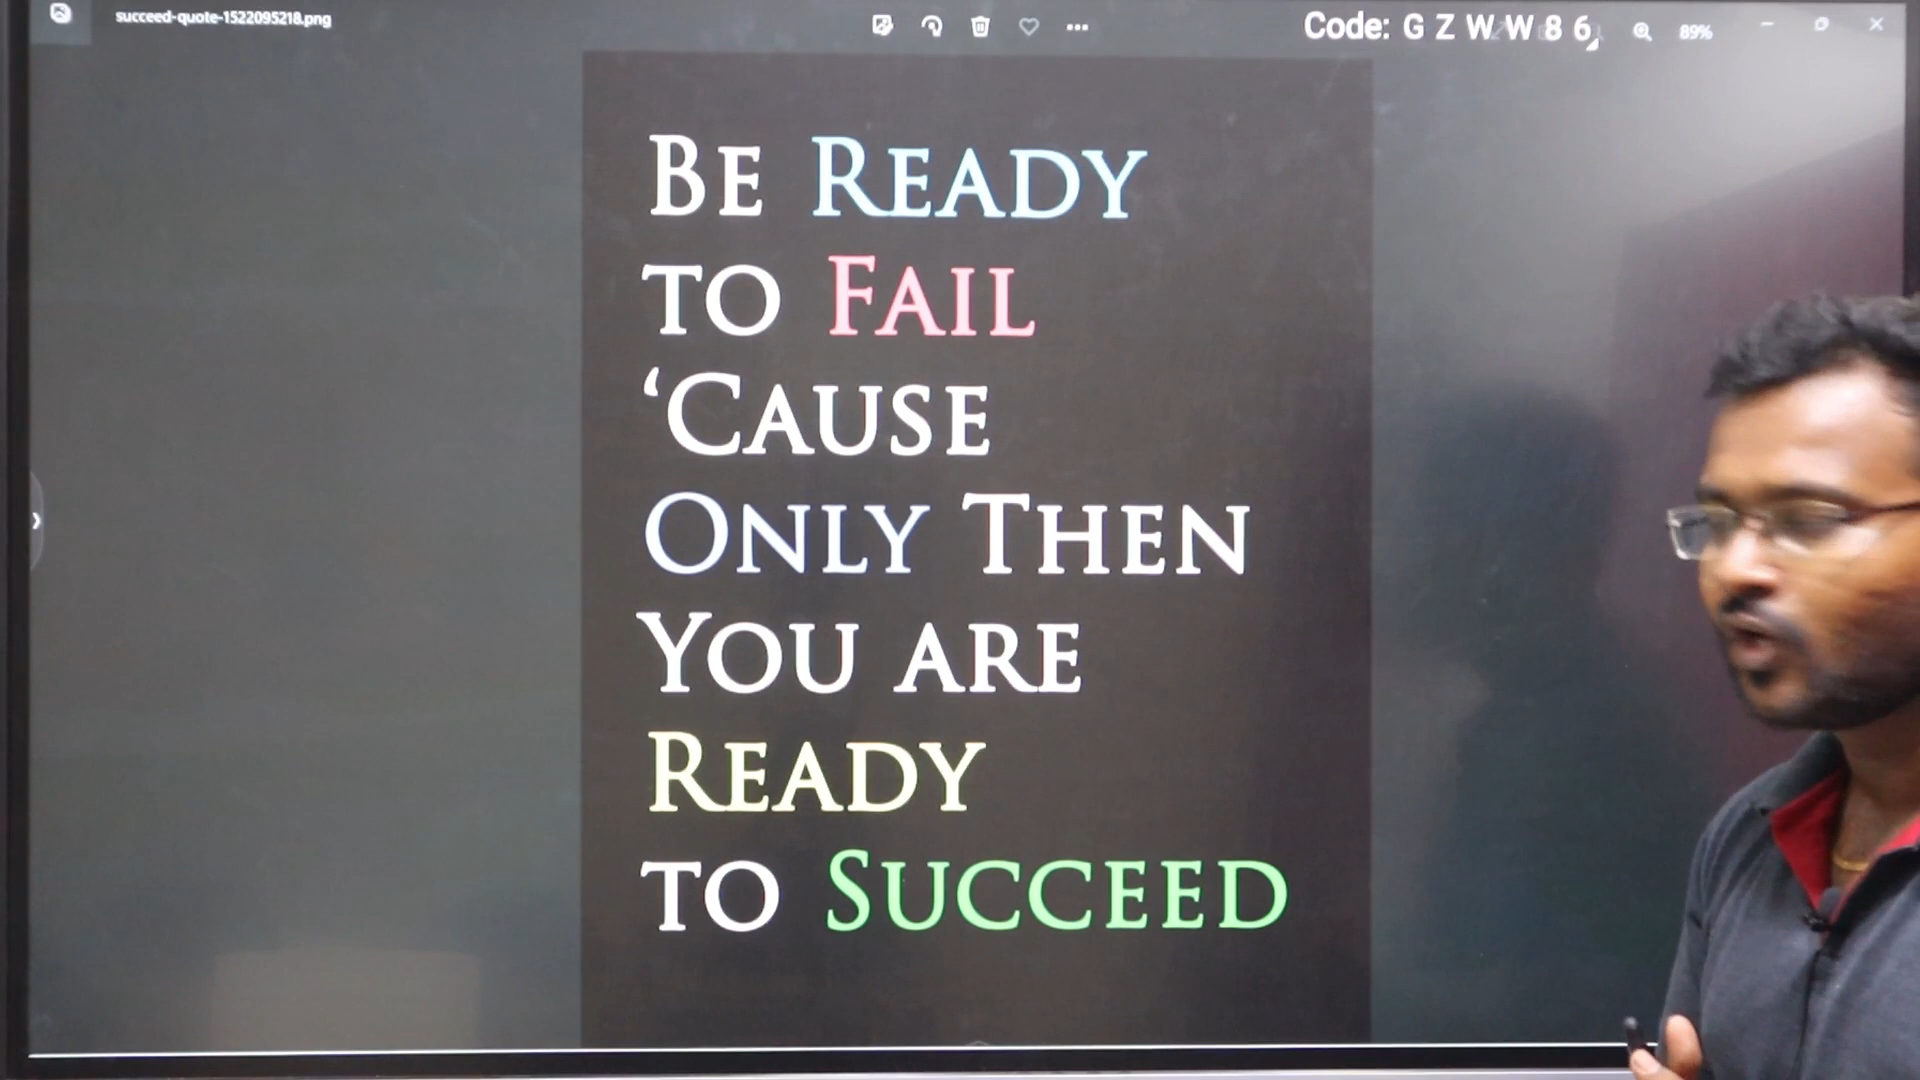 succeed-quote-1522095218.png
Code: G Z W W 8 6
89%
BE READY
TO FAIL
‘CAUSE
ONLY THEN
YOU ARE
READY
TO SUCCEED